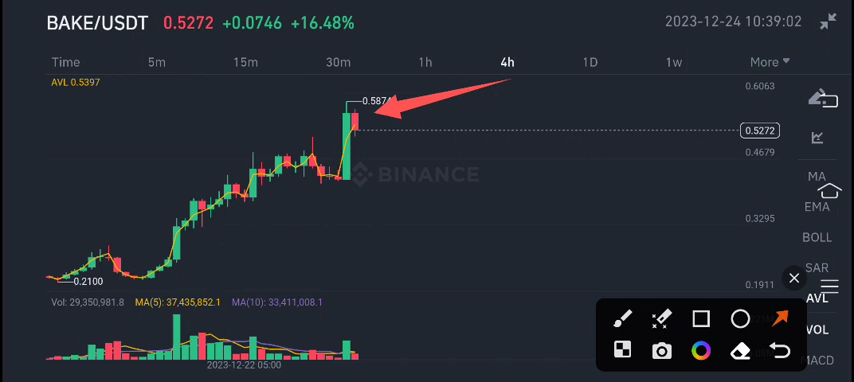 BAKE/USDT 0.5272 +0.0746 +16.48% 2023-12-24 10:39:02
Time 5m 15m 30m 1h 4h 1D 1w More
AVL 0.5397
0.6063
0.5272
0.4679
0.3295
0.2100
0.1911
BINANCE
MA
EMA
BOLL
SAR
AVL
VOL
MACD
Vol: 29,350,981.8 MA(5): 37,435,852.1 MA(10): 33,411,008.1
2023-12-22 05:00